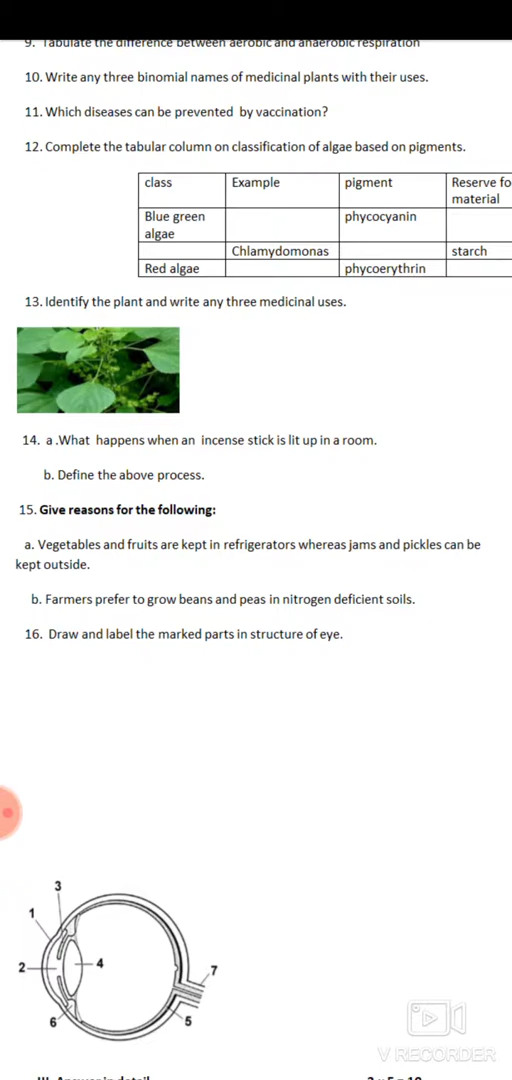 9. Tabulate the difference between aerobic and anaerobic respiration
10. Write any three binomial names of medicinal plants with their uses.
11. Which diseases can be prevented by vaccination?
12. Complete the tabular column on classification of algae based on pigments.
class Example pigment Reserve fo
material
Blue green phycocyanin
algae
Chlamydomonas starch
Red algae phycoerythrin
13. Identify the plant and write any three medicinal uses.
14. a .What happens when an incense stick is lit up in a room.
b. Define the above process.
15. Give reasons for the following:
a. Vegetables and fruits are kept in refrigerators whereas jams and pickles can be
kept outside.
b. Farmers prefer to grow beans and peas in nitrogen deficient soils.
16. Draw and label the marked parts in structure of eye.
3
1
2
4
7
6
5
V RECORDER
III. Answer in detail 2 x 5 = 10